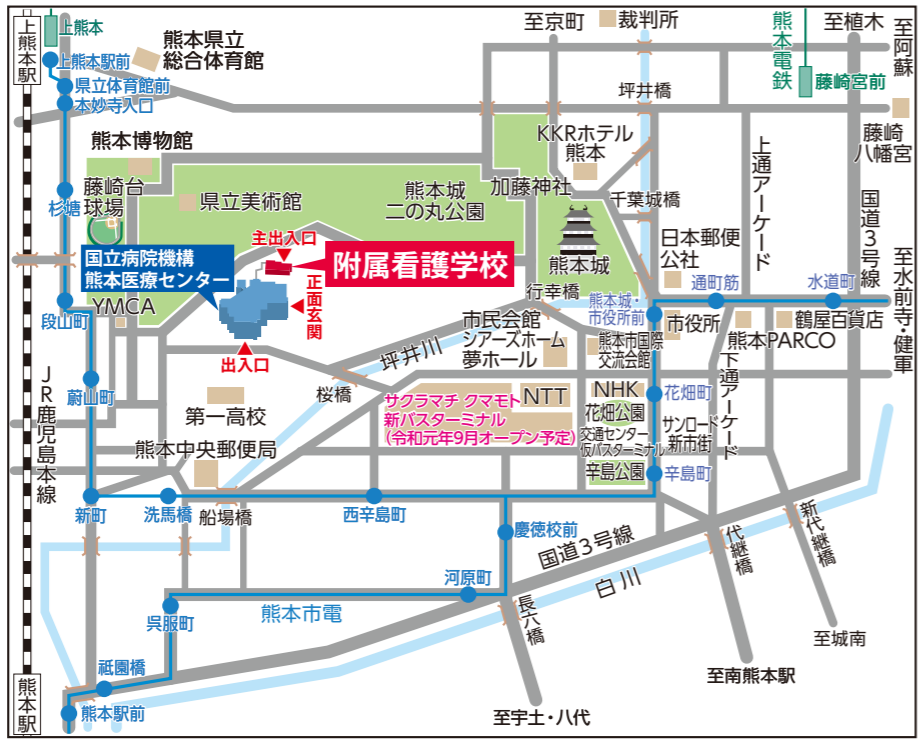 上熊本駅
上熊本
上熊本駅前
県立体育館前
本妙寺入口
熊本県立
総合体育館
至京町
裁判所
熊本電鉄
藤崎宮前
至植木
至阿蘇
坪井橋
藤崎
八幡宮
熊本博物館
KKRホテル
熊本
上通アーケード
国道3号線
藤崎台
球場
杉塘
県立美術館
熊本城
二の丸公園
加藤神社
千葉城橋
主出入口
附属看護学校
国立病院機構
熊本医療センター
正面玄関
熊本城
日本郵便
公社
至水前寺・健軍
行幸橋
熊本城・
市役所前
通町筋
水道町
YMCA
段山町
市民会館
シアーズホーム
夢ホール
熊本市国際
交流会館
市役所
熊本PARCO
鶴屋百貨店
出入口
坪井川
桜橋
JR鹿児島本線
蔚山町
第一高校
サクラマチ クマモト
新バスターミナル
(令和元年9月オープン予定)
NTT
NHK
花畑公園
花畑町
下通アーケード
交通センター
仮バスターミナル
サンロード
新市街
熊本中央郵便局
辛島公園
辛島町
新町
洗馬橋
船場橋
西辛島町
慶徳校前
国道3号線
代継橋
新代継橋
白川
河原町
熊本市電
呉服町
長六橋
至城南
祇園橋
至南熊本駅
熊本駅
熊本駅前
至宇土・八代